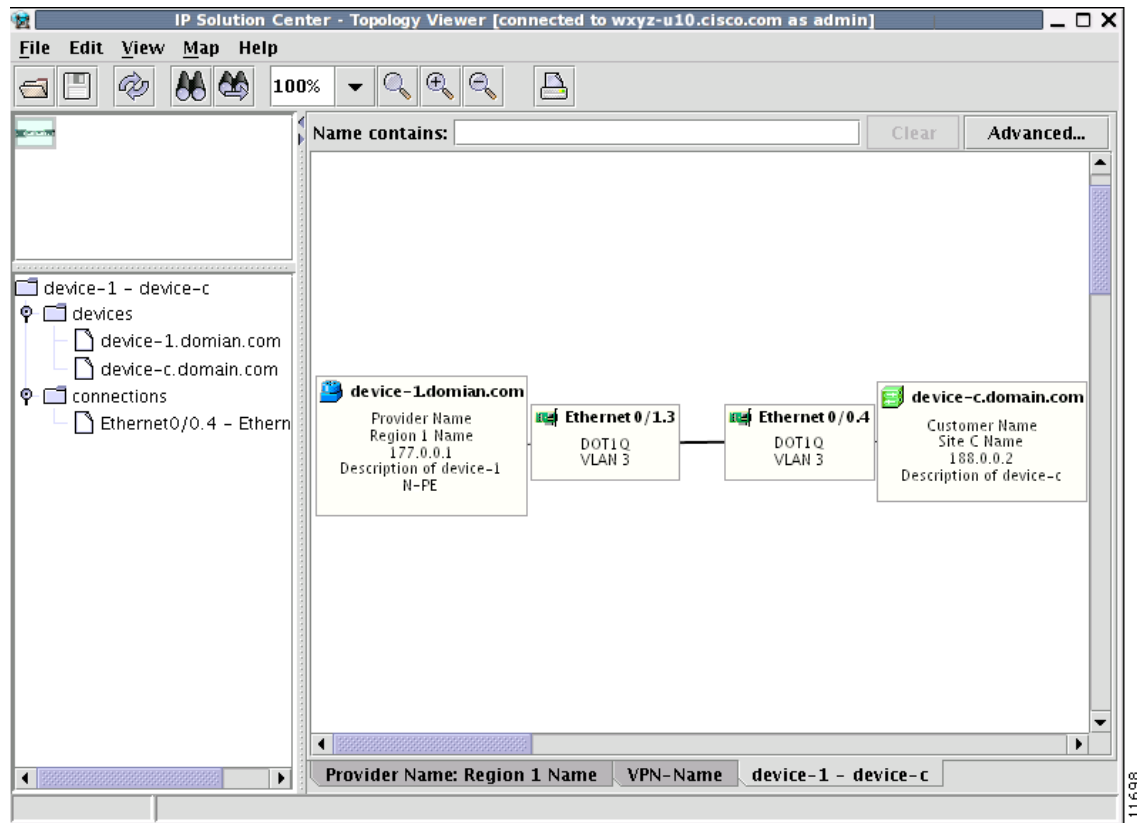 IP Solution Center - Topology Viewer [connected to wxyz-u10.cisco.com as admin]
File Edit View Map Help
100%
Name contains: Clear Advanced...
device-1 - device-c
devices
device-1.domian.com
device-c.domain.com
connections
Ethernet0/0.4 - Ethern
device-1.domian.com
Provider Name
Region 1 Name
177.0.0.1
Description of device-1
N-PE
Ethernet 0/1.3
DOT1Q
VLAN 3
Ethernet 0/0.4
DOT1Q
VLAN 3
device-c.domain.com
Customer Name
Site C Name
188.0.0.2
Description of device-c
Provider Name: Region 1 Name VPN-Name device-1 - device-c
11698